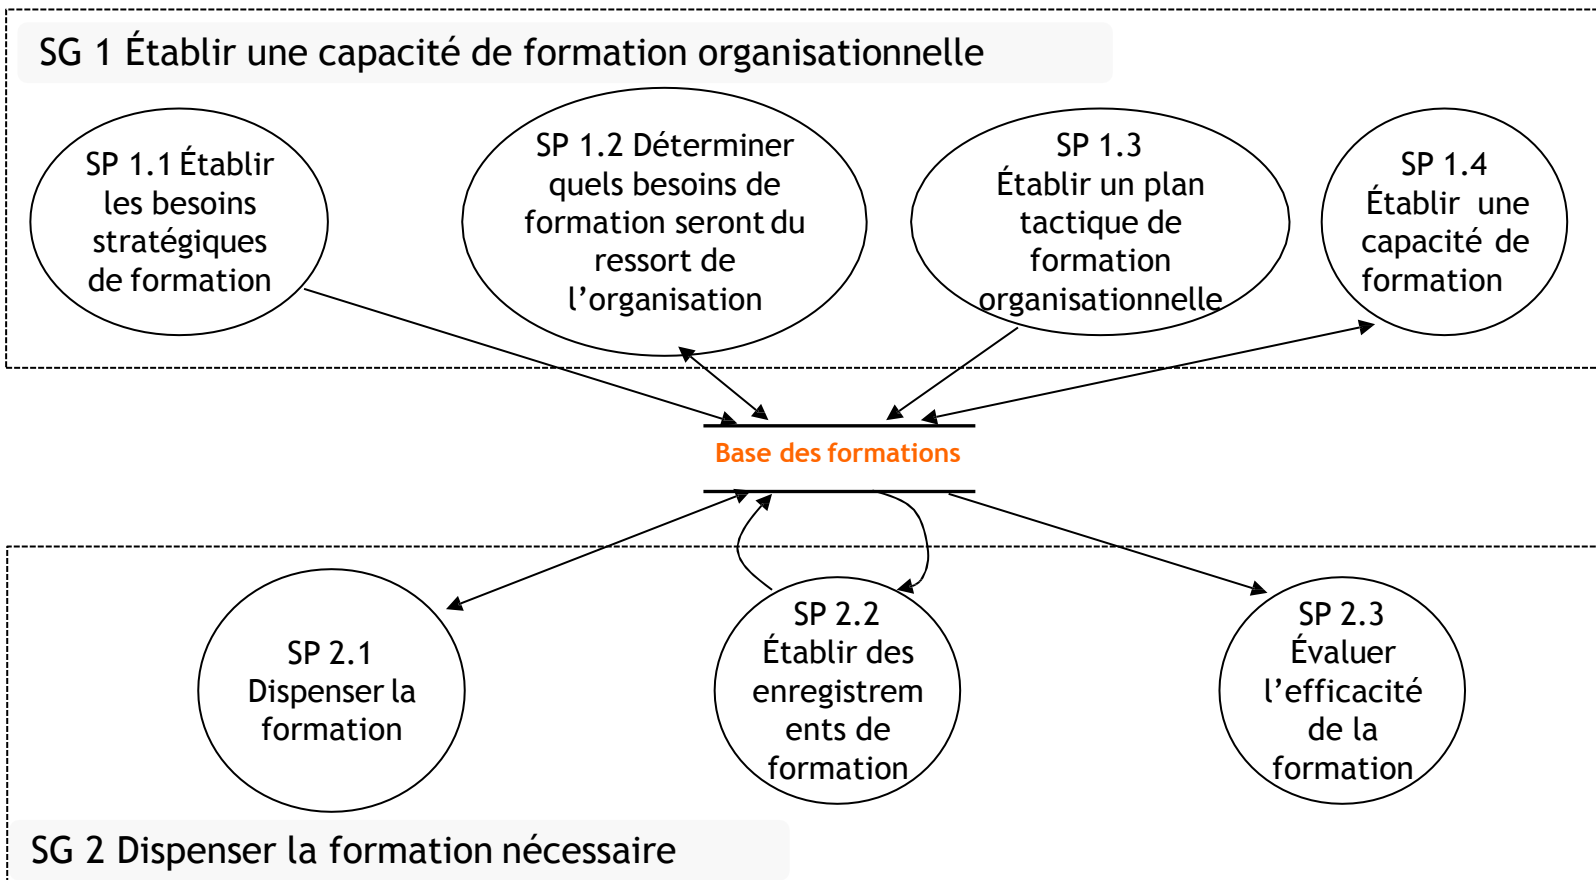 SG 1 Établir une capacité de formation organisationnelle
SP 1.1 Établir
les besoins
stratégiques
de formation
SP 1.2 Déterminer
quels besoins de
formation seront du
ressort de
l’organisation
SP 1.3
Établir un plan
tactique de
formation
organisationnelle
SP 1.4
Établir une
capacité de
formation
Base des formations
SP 2.1
Dispenser la
formation
SP 2.2
Établir des
enregistrem
ents de
formation
SP 2.3
Évaluer
l’efficacité
de la
formation
SG 2 Dispenser la formation nécessaire